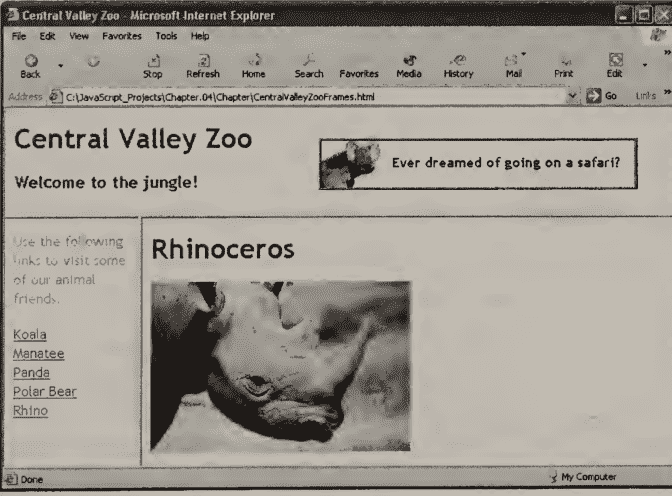 Central Valley Zoo - Microsoft Internet Explorer
File Edit View Favorites Tools Help
Back Stop Refresh Home Search Favorites Media History Mail Print Edit
Address C:\JavaScript_Projects\Chapter.04\Chapter\CentralValleyZooFrames.html Go Links »
Central Valley Zoo
Welcome to the jungle!
Ever dreamed of going on a safari?
Use the following
links to visit some
of our animal
friends.
Koala
Manatee
Panda
Polar Bear
Rhino
Rhinoceros
Done
My Computer